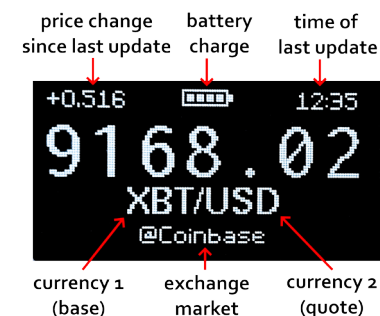 price change
since last update
battery
charge
time of
last update
+0.516
12:35
9168.02
XBT/USD
@Coinbase
currency 1
(base)
exchange
market
currency 2
(quote)